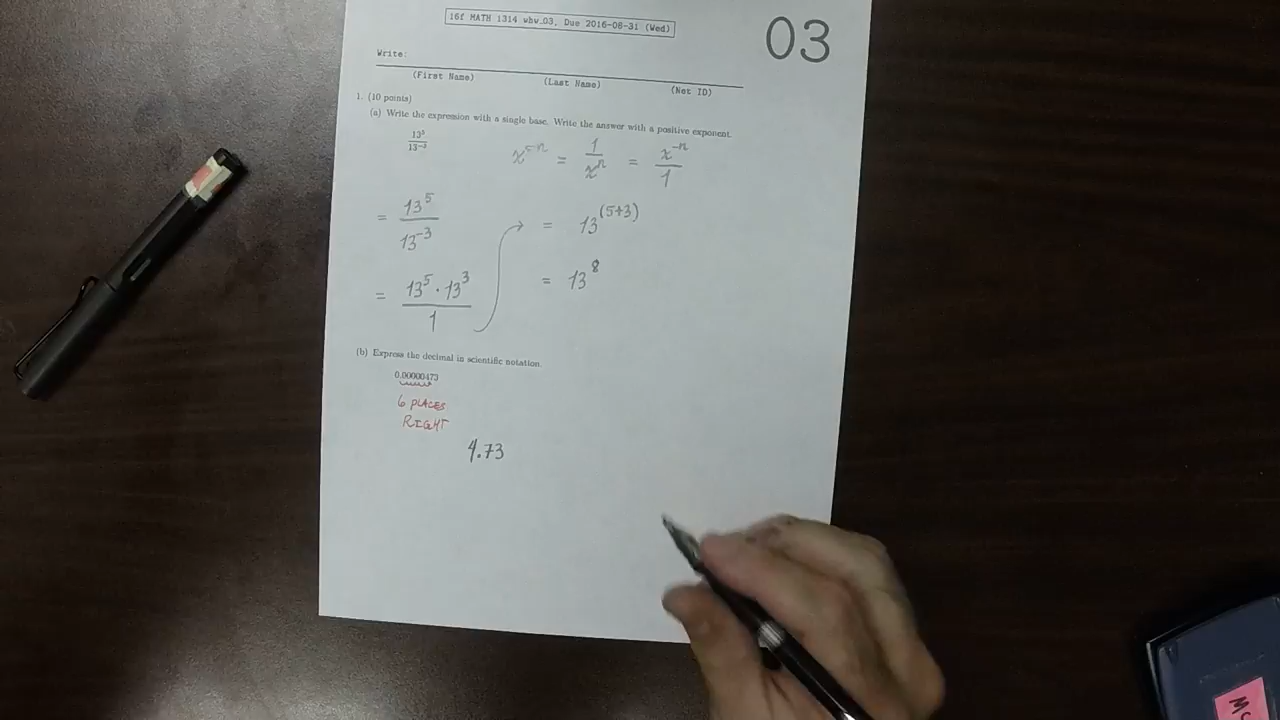 16f MATH 1314 whw.03, Due 2016-08-31 (Wed)
03
Write:
(First Name) (Last Name) (Net ID)
1. (10 points)
(a) Write the expression with a single base. Write the answer with a positive exponent.
13^5 / 13^-3
x^-n = 1 / x^n = x^-n / 1
= 13^5 / 13^-3
= 13^5 · 13^3 / 1
→ = 13^(5+3)
= 13^8
(b) Express the decimal in scientific notation.
0.00000473
6 PLACES
RIGHT
4.73